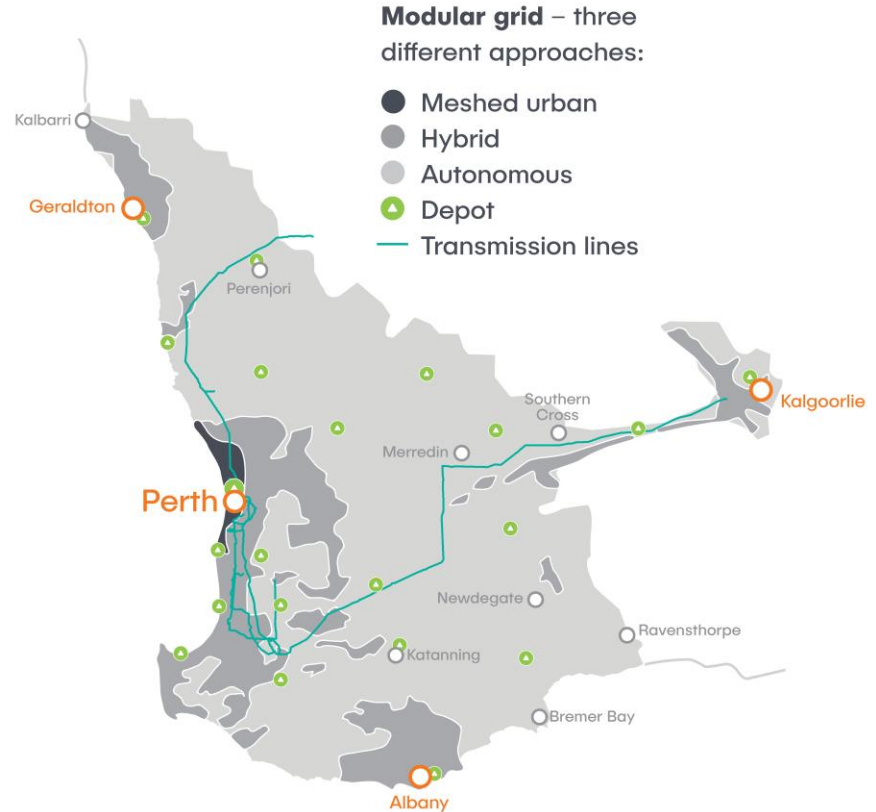 Modular grid – three
different approaches:
Meshed urban
Hybrid
Autonomous
Depot
Transmission lines
Kalbarri
Geraldton
Perenjori
Southern
Cross
Kalgoorlie
Merredin
Perth
Newdegate
Ravensthorpe
Katanning
Bremer Bay
Albany